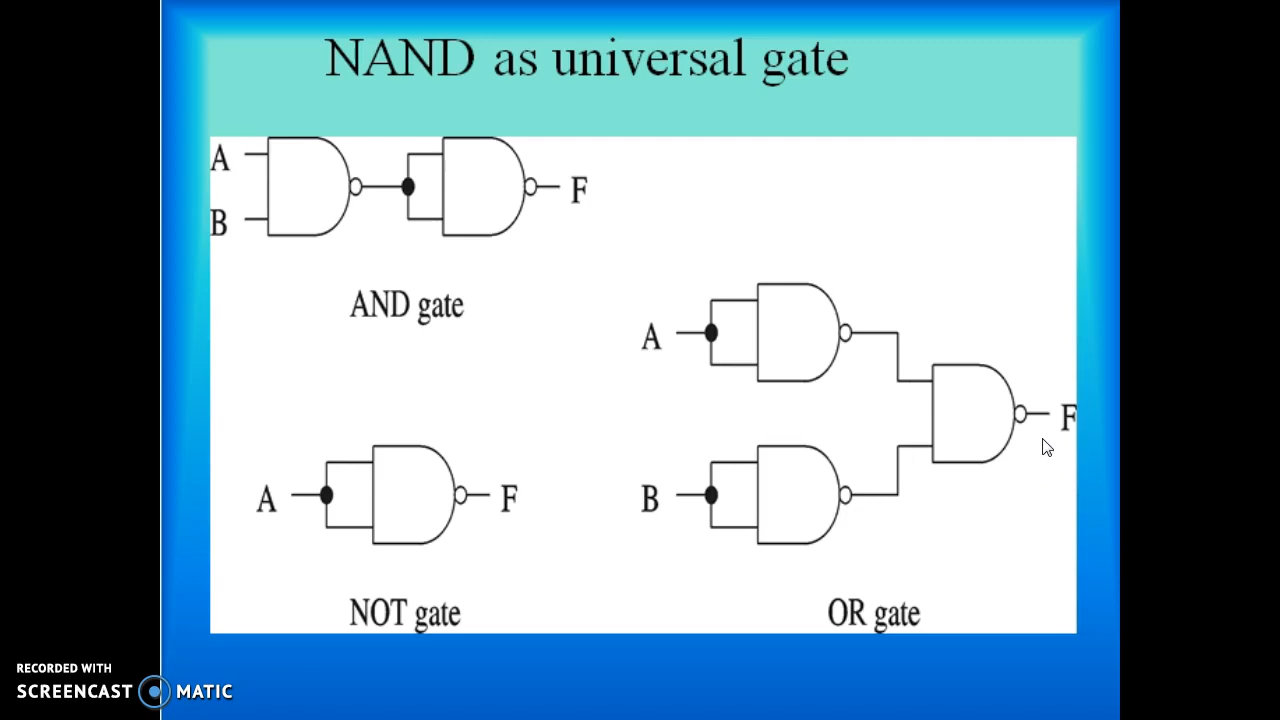 NAND as universal gate
A
B
F
AND gate
A
B
F
OR gate
A
F
NOT gate
RECORDED WITH
SCREENCAST MATIC